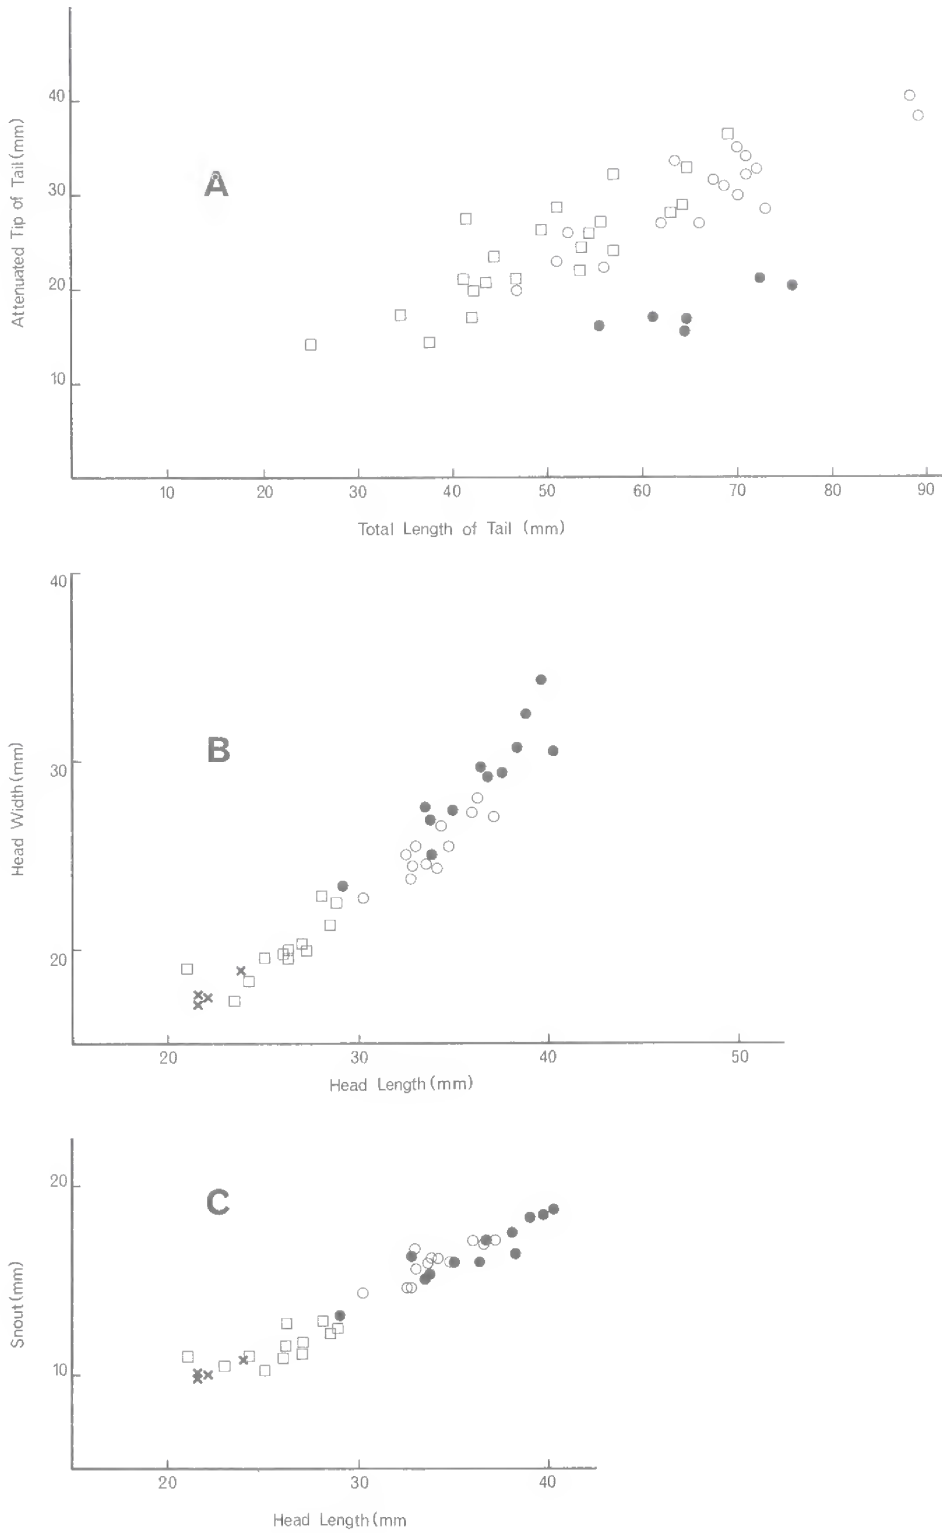 A
Attenuated Tip of Tail (mm)
40
30
20
10
10 20 30 40 50 60 70 80 90
Total Length of Tail (mm)
B
Head Width (mm)
40
30
20
20 30 40 50
Head Length (mm)
C
Snout (mm)
20
10
20 30 40
Head Length (mm